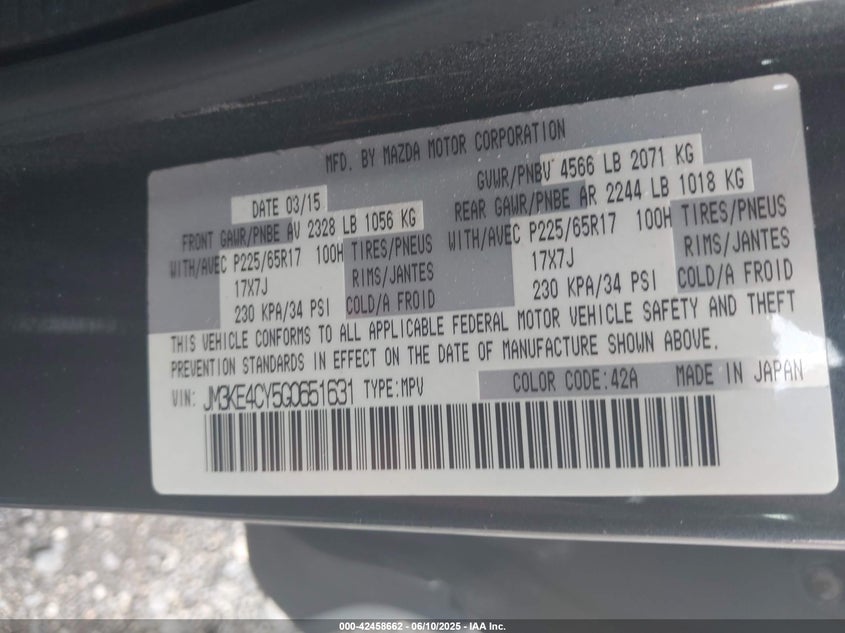 MFD. BY MAZDA MOTOR CORPORATION
DATE 03/15
GVWR/PNBV 4566 LB 2071 KG
FRONT GAWR/PNBE AV 2328 LB 1056 KG
REAR GAWR/PNBE AR 2244 LB 1018 KG
WITH/AVEC P225/65R17 100H TIRES/PNEUS
17X7J RIMS/JANTES
230 KPA/34 PSI COLD/A FROID
WITH/AVEC P225/65R17 100H TIRES/PNEUS
17X7J RIMS/JANTES
230 KPA/34 PSI COLD/A FROID
THIS VEHICLE CONFORMS TO ALL APPLICABLE FEDERAL MOTOR VEHICLE SAFETY AND THEFT
PREVENTION STANDARDS IN EFFECT ON THE DATE OF MANUFACTURE SHOWN ABOVE.
VIN: JM3KE4CY5G0651631 TYPE:MPV COLOR CODE:42A MADE IN JAPAN
000-42458662 - 06/10/2025 - IAA Inc.